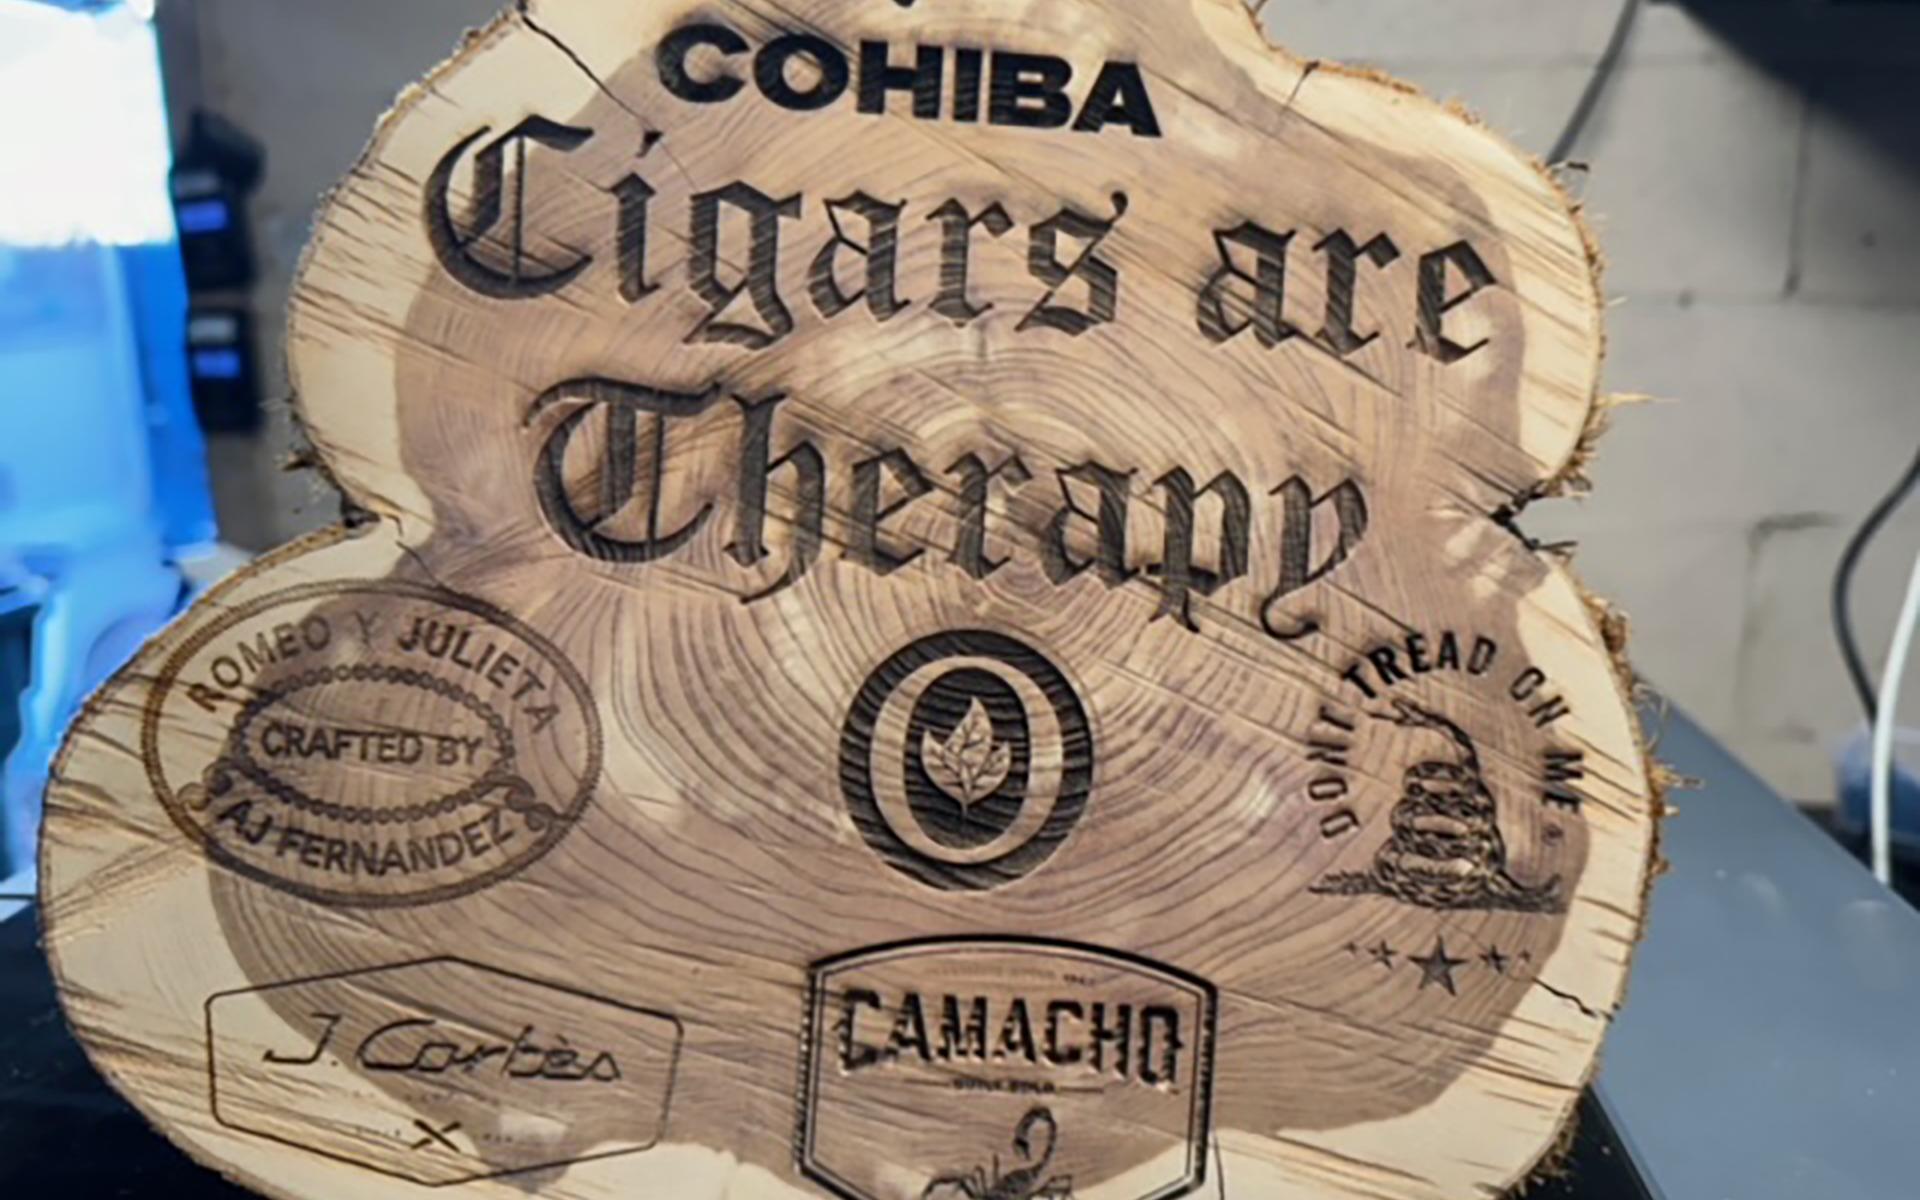 COHIBA
Cigars are
Therapy
ROMEO Y JULIETA
CRAFTED BY
AJ FERNANDEZ
O
DONT TREAD ON ME
J. Cortès
CAMACHO